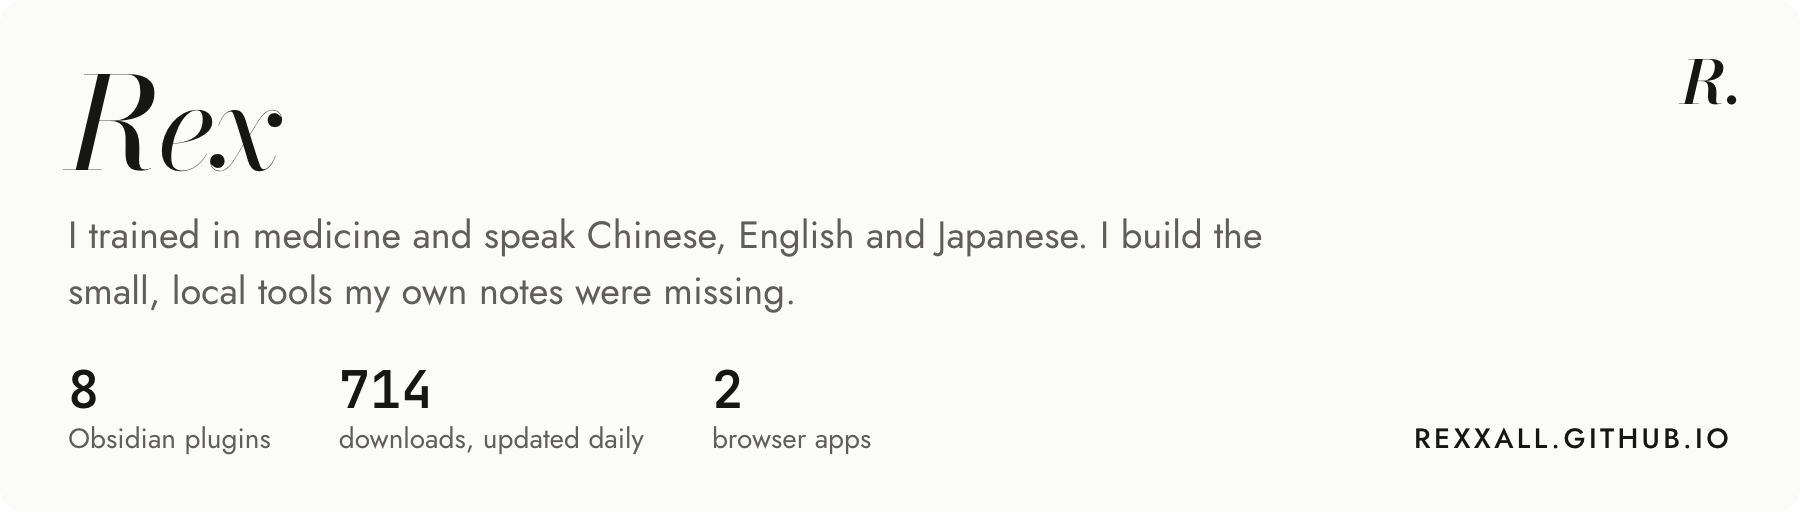 Rex
R.
I trained in medicine and speak Chinese, English and Japanese. I build the
small, local tools my own notes were missing.
8
Obsidian plugins
714
downloads, updated daily
2
browser apps
REXXALL.GITHUB.IO